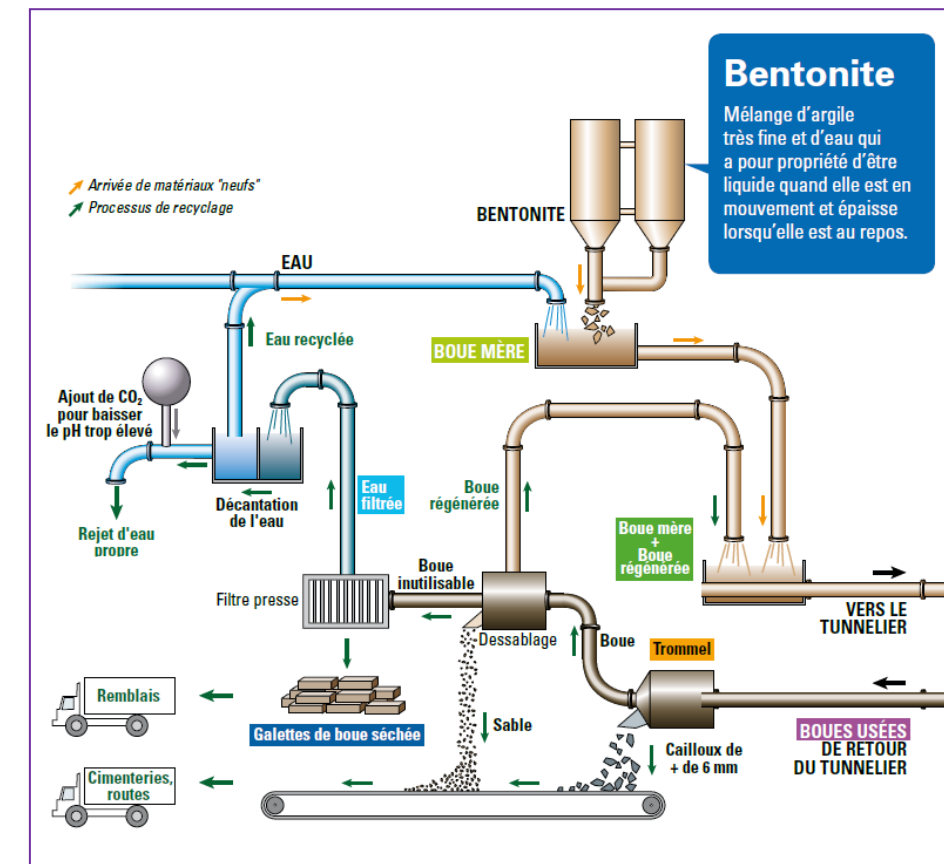 Bentonite
Mélange d'argile
très fine et d'eau qui
a pour propriété d'être
liquide quand elle est en
mouvement et épaisse
lorsqu'elle est au repos.
Arrivée de matériaux "neufs"
Processus de recyclage
BENTONITE
EAU
Eau recyclée
BOUE MÈRE
Ajout de CO₂
pour baisser
le pH trop élevé
Décantation
de l'eau
Rejet d'eau
propre
Eau
filtrée
Boue
régénérée
Boue mère
+
Boue
régénérée
Boue
inutilisable
Filtre presse
Dessablage
Boue
Trommel
VERS LE
TUNNELIER
BOUES USÉES
DE RETOUR
DU TUNNELIER
Remblais
Galettes de boue séchée
Sable
Cailloux de
+ de 6 mm
Cimenteries,
routes